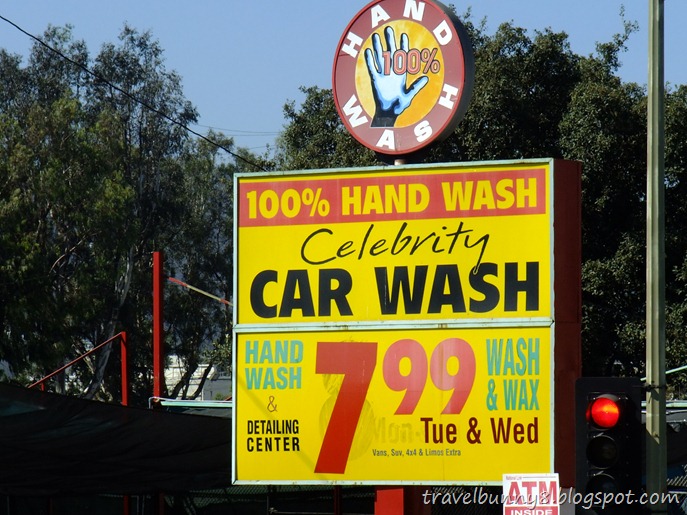 HAND
100%
WASH
100% HAND WASH
Celebrity
CAR WASH
HAND
WASH
&
DETAILING
CENTER
7 99
WASH
& WAX
Mon-Tue & Wed
Vans, Suv, 4x4 & Limos Extra
ATM
INSIDE
travelbunny8.blogspot.com